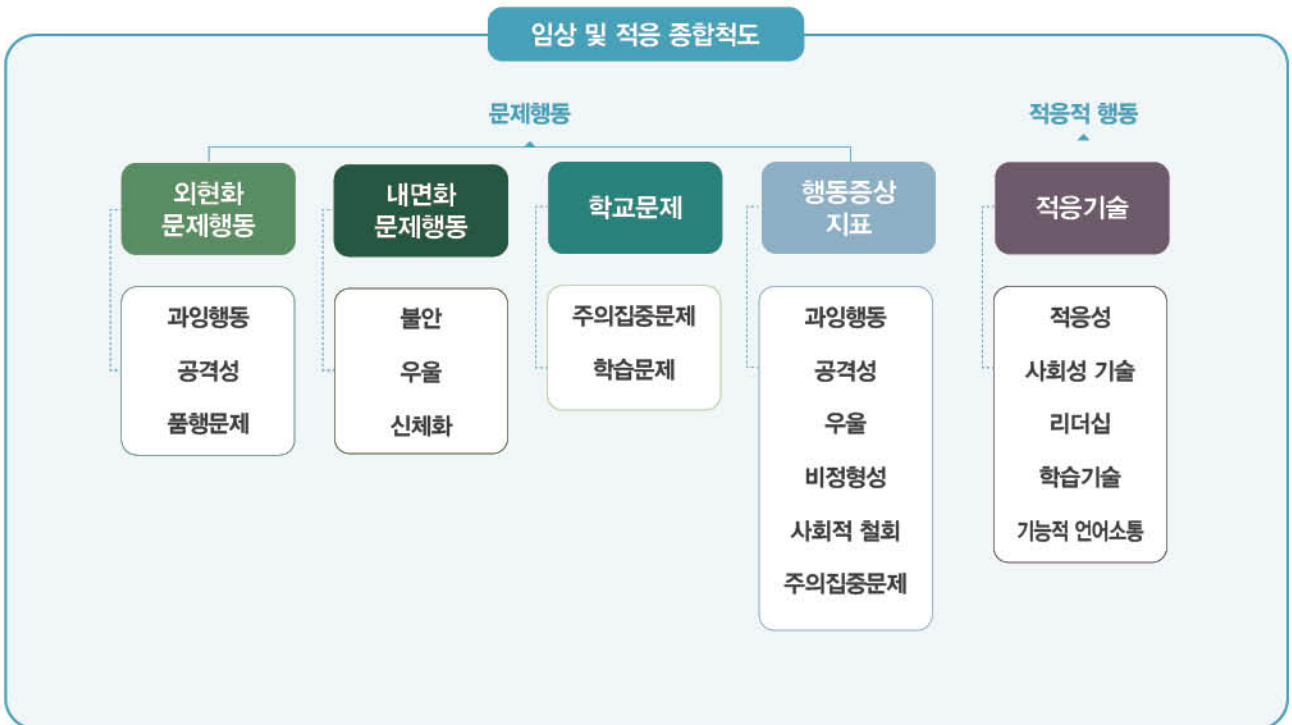 임상 및 적응 종합척도
문제행동
적응적 행동
외현화
문제행동
내면화
문제행동
학교문제
행동증상
지표
적응기술
과잉행동
공격성
품행문제
불안
우울
신체화
주의집중문제
학습문제
과잉행동
공격성
우울
비정형성
사회적 철회
주의집중문제
적응성
사회성 기술
리더십
학습기술
기능적 언어소통